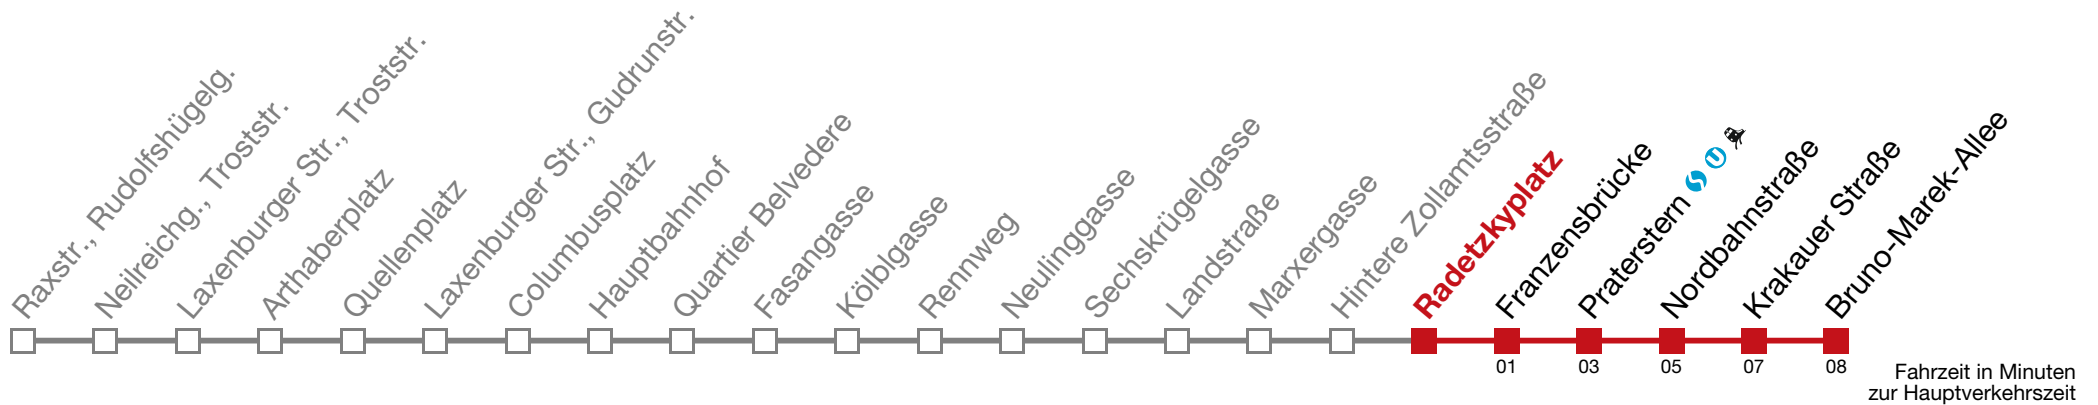 Raxstr., Rudolfshügelg.
Neilreichg., Troststr.
Laxenburger Str., Troststr.
Arthaberplatz
Quellenplatz
Laxenburger Str., Gudrunstr.
Columbusplatz
Hauptbahnhof
Quartier Belvedere
Fasangasse
Kölblgasse
Rennweg
Neulinggasse
Sechskrügelgasse
Landstraße
Marxergasse
Hintere Zollamtsstraße
Radetzkyplatz
Franzensbrücke
Praterstern S U
Nordbahnstraße
Krakauer Straße
Bruno-Marek-Allee
01 03 05 07 08
Fahrzeit in Minuten
zur Hauptverkehrszeit